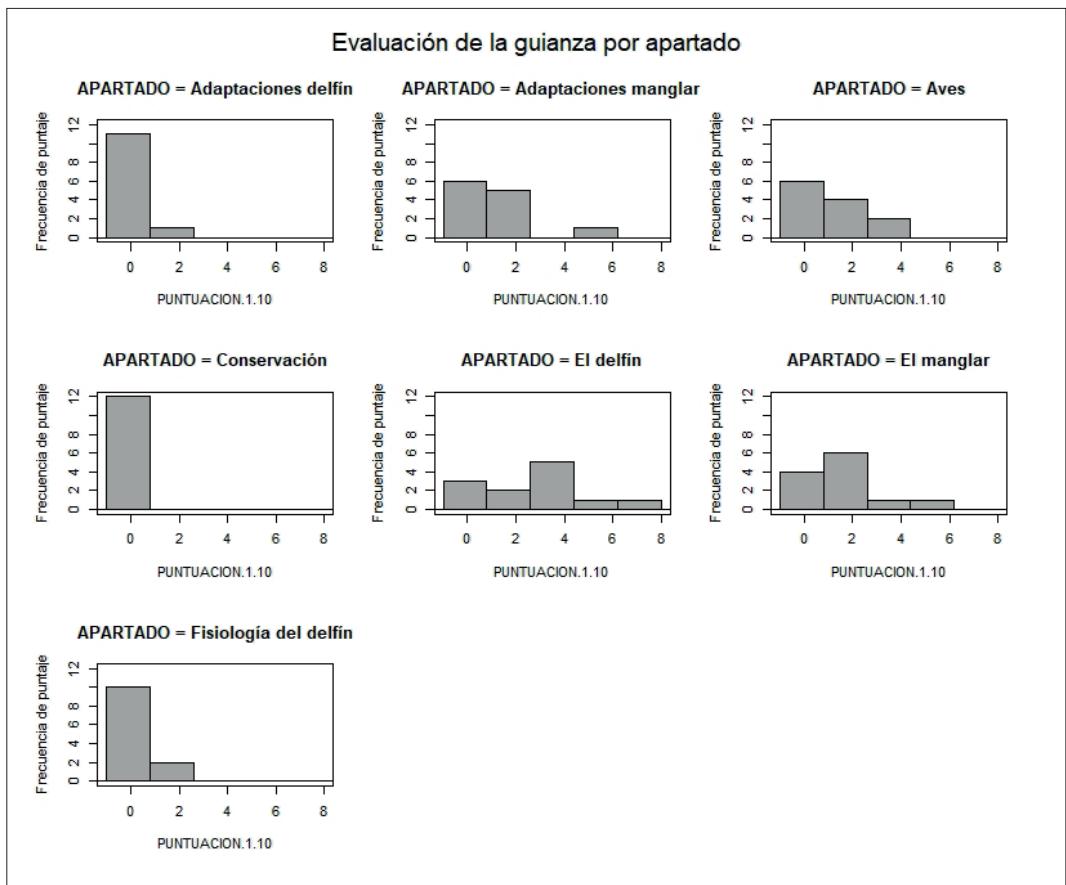 Evaluación de la guianza por apartado
APARTADO = Adaptaciones delfín
Frecuencia de puntaje
12
8
6
4
2
0
0 2 4 6 8
PUNTUACION.1.10
APARTADO = Adaptaciones manglar
Frecuencia de puntaje
12
8
6
4
2
0
0 2 4 6 8
PUNTUACION.1.10
APARTADO = Aves
Frecuencia de puntaje
12
8
6
4
2
0
0 2 4 6 8
PUNTUACION.1.10
APARTADO = Conservación
Frecuencia de puntaje
12
8
6
4
2
0
0 2 4 6 8
PUNTUACION.1.10
APARTADO = El delfín
Frecuencia de puntaje
12
8
6
4
2
0
0 2 4 6 8
PUNTUACION.1.10
APARTADO = El manglar
Frecuencia de puntaje
12
8
6
4
2
0
0 2 4 6 8
PUNTUACION.1.10
APARTADO = Fisiología del delfín
Frecuencia de puntaje
12
8
6
4
2
0
0 2 4 6 8
PUNTUACION.1.10